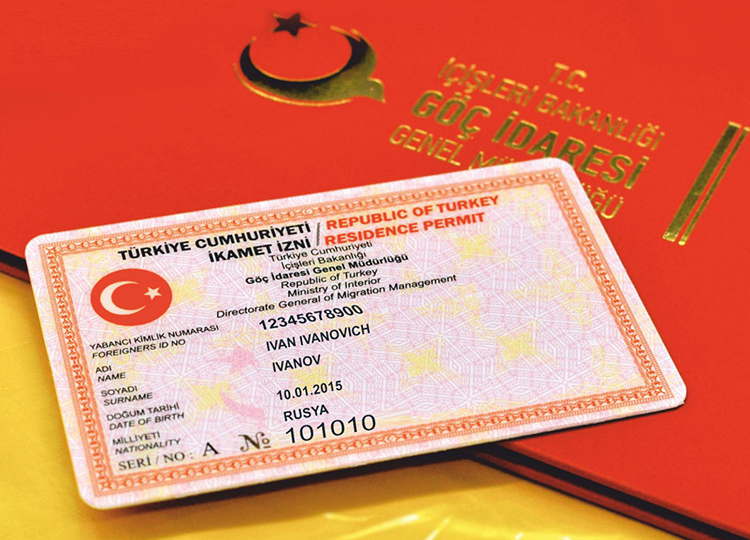 T.C.
İÇİŞLERİ BAKANLIĞI
GÖÇ İDARESİ
GENEL
TÜRKİYE CUMHURİYETİ / REPUBLIC OF TURKEY
İKAMET İZNİ / RESIDENCE PERMIT
Türkiye Cumhuriyeti
İçişleri Bakanlığı
Göç İdaresi Genel Müdürlüğü
Republic of Turkey
Ministry of Interior
Directorate General of Migration Management
YABANCI KİMLİK NUMARASI 12345678900
FOREIGNERS ID NO
ADI IVAN IVANOVICH
NAME
SOYADI IVANOV
SURNAME
DOĞUM TARİHİ 10.01.2015
DATE OF BIRTH
MİLLİYETİ RUSYA
NATIONALITY
SERİ / NO : A № 101010